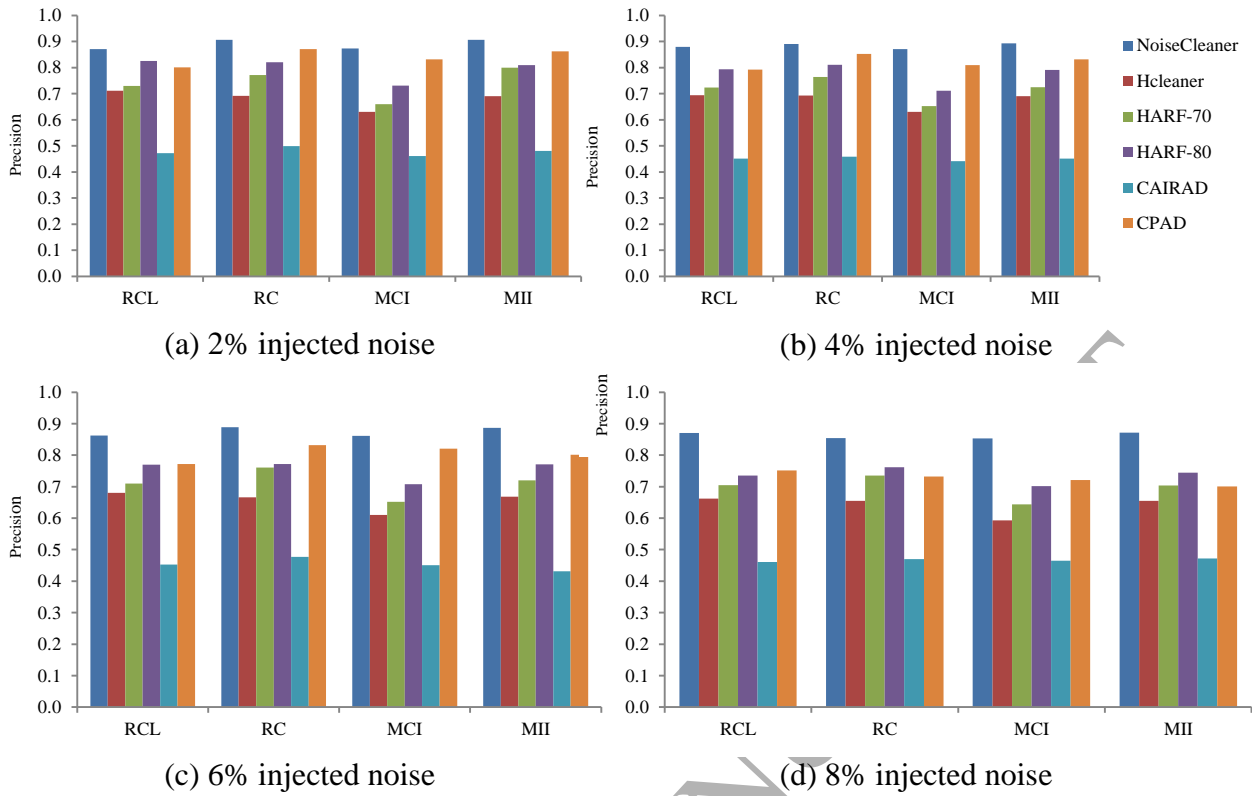 1.0
0.9
0.8
0.7
0.6
0.5
0.4
0.3
0.2
0.1
0.0
Precision
RCL RC MCI MII
(a) 2% injected noise
1.0
0.9
0.8
0.7
0.6
0.5
0.4
0.3
0.2
0.1
0.0
Precision
RCL RC MCI MII
(b) 4% injected noise
NoiseCleaner
Hcleaner
HARF-70
HARF-80
CAIRAD
CPAD
1.0
0.9
0.8
0.7
0.6
0.5
0.4
0.3
0.2
0.1
0.0
Precision
RCL RC MCI MII
(c) 6% injected noise
1.0
0.9
0.8
0.7
0.6
0.5
0.4
0.3
0.2
0.1
0.0
Precision
RCL RC MCI MII
(d) 8% injected noise